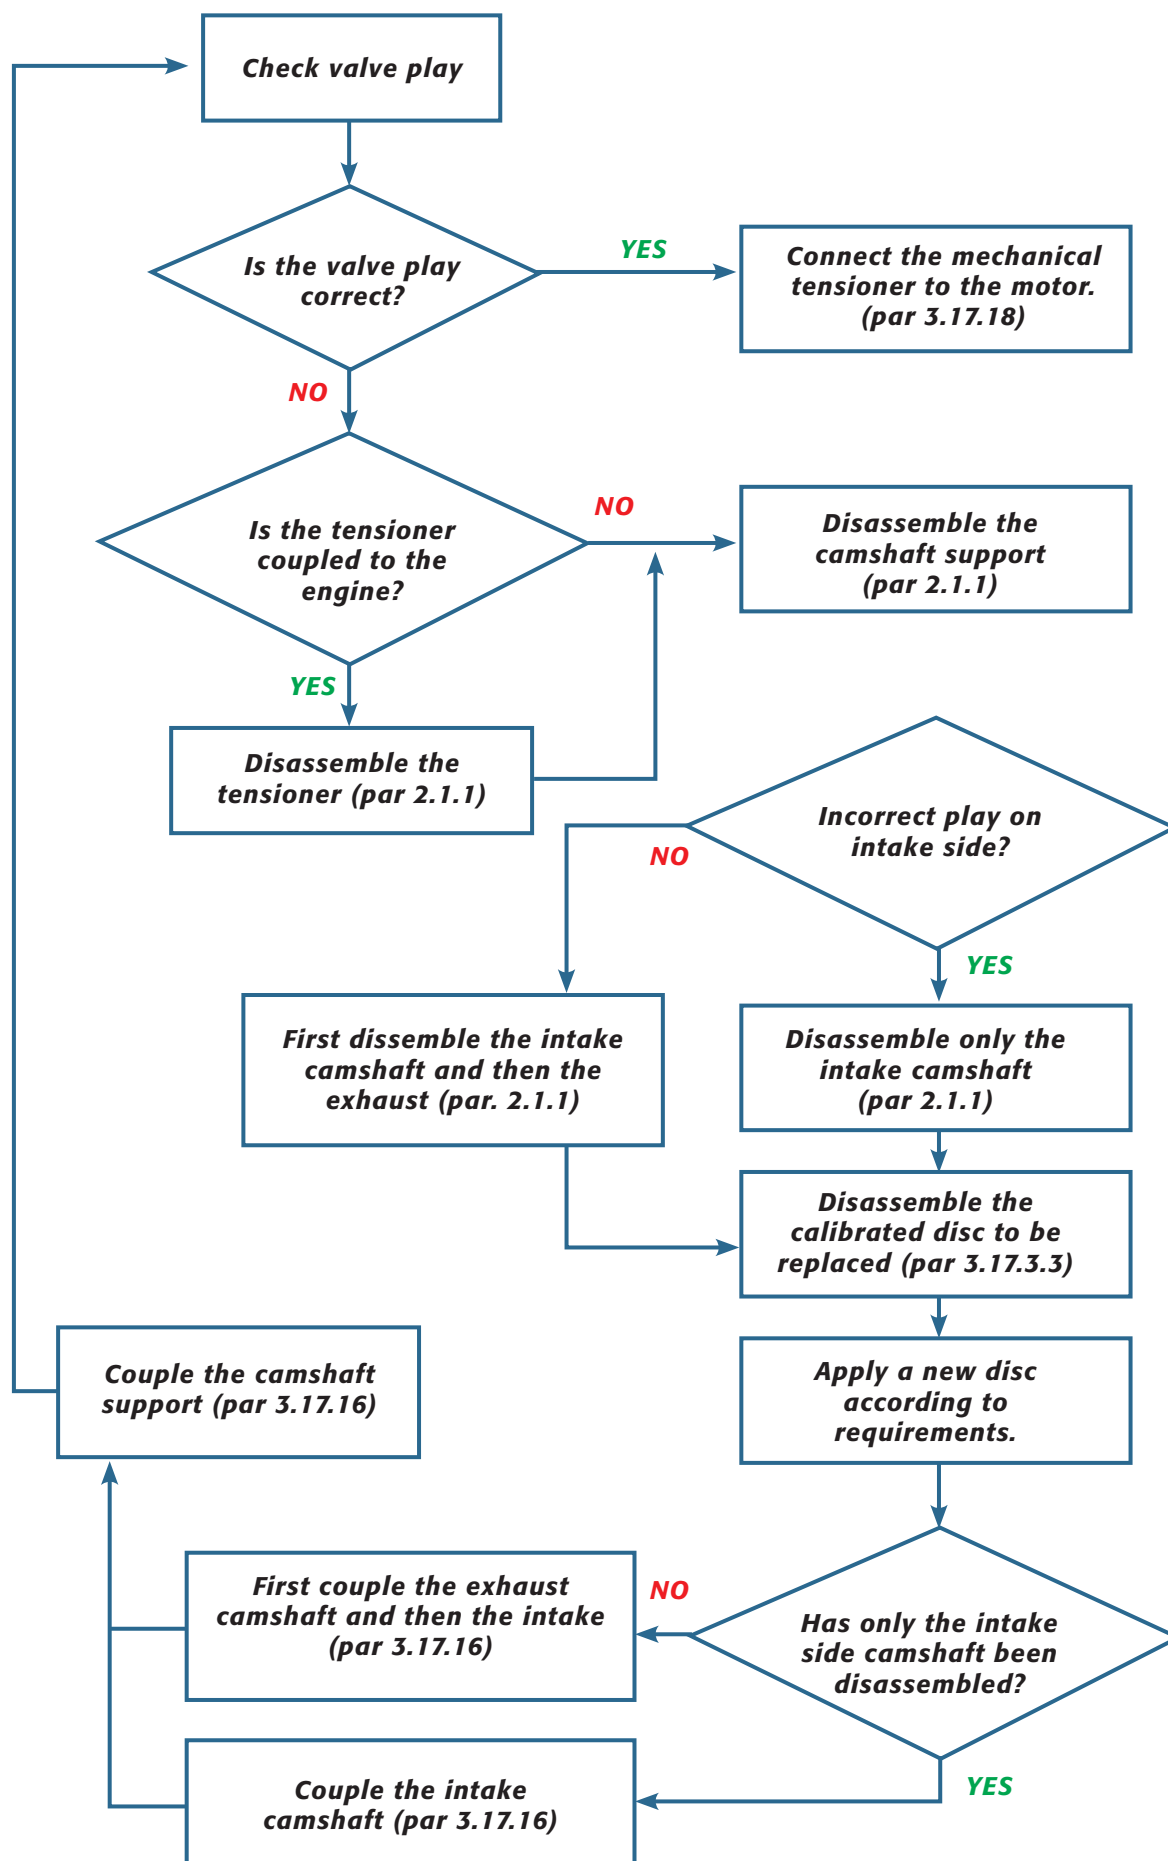 Check valve play
Is the valve play
correct?
YES
Connect the mechanical
tensioner to the motor.
(par 3.17.18)
NO
Is the tensioner
coupled to the
engine?
NO
Disassemble the
camshaft support
(par 2.1.1)
YES
Disassemble the
tensioner (par 2.1.1)
Incorrect play on
intake side?
NO
YES
First dissemble the intake
camshaft and then the
exhaust (par. 2.1.1)
Disassemble only the
intake camshaft
(par 2.1.1)
Disassemble the
calibrated disc to be
replaced (par 3.17.3.3)
Couple the camshaft
support (par 3.17.16)
Apply a new disc
according to
requirements.
First couple the exhaust
camshaft and then the intake
(par 3.17.16)
NO
Has only the intake
side camshaft been
disassembled?
YES
Couple the intake
camshaft (par 3.17.16)